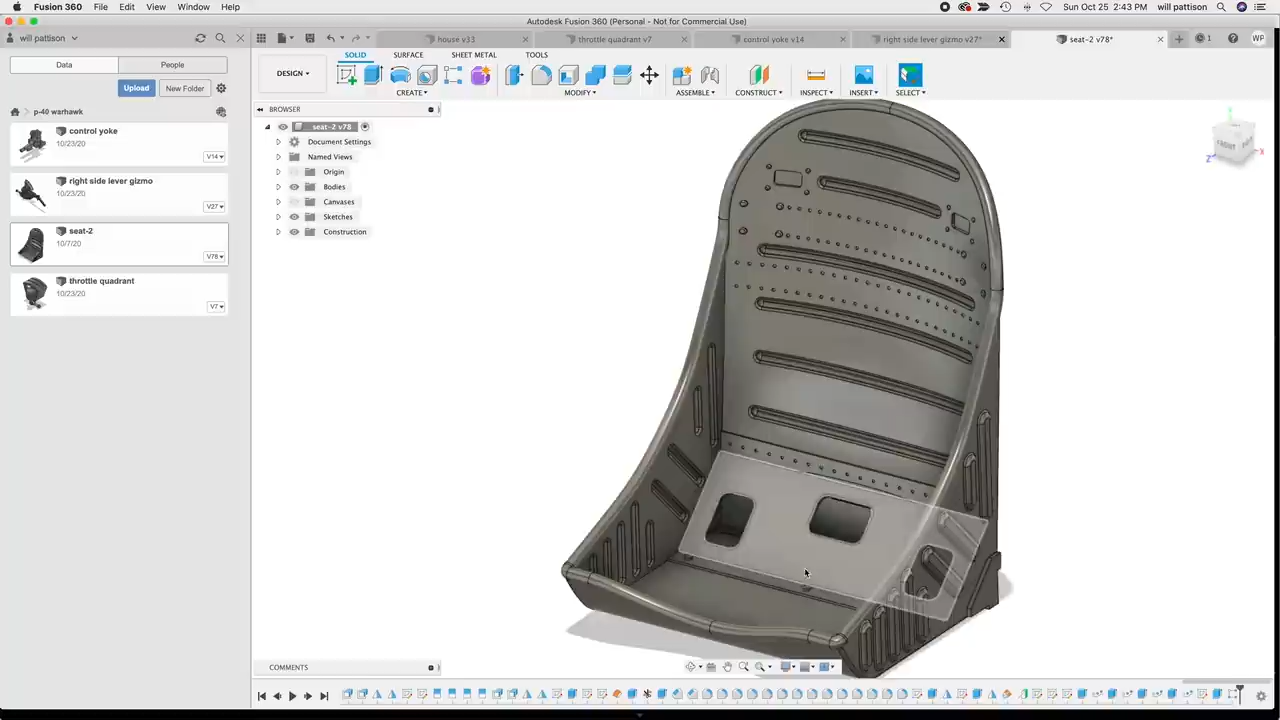 Fusion 360 File Edit View Window Help
Sun Oct 25 2:43 PM will pattison
Autodesk Fusion 360 (Personal - Not for Commercial Use)
will pattison
house v33
throttle quadrant v7
control yoke v14
right side lever gizmo v27*
seat-2 v78*
1
WP
Data People
SOLID SURFACE SHEET METAL TOOLS
DESIGN
Upload New Folder
CREATE MODIFY ASSEMBLE CONSTRUCT INSPECT INSERT SELECT
p-40 warhawk
BROWSER
control yoke
10/23/20
V14
right side lever gizmo
10/23/20
V27
seat-2
10/7/20
V78
throttle quadrant
10/23/20
V7
seat-2 v78
Document Settings
Named Views
Origin
Bodies
Canvases
Sketches
Construction
Z
X
COMMENTS